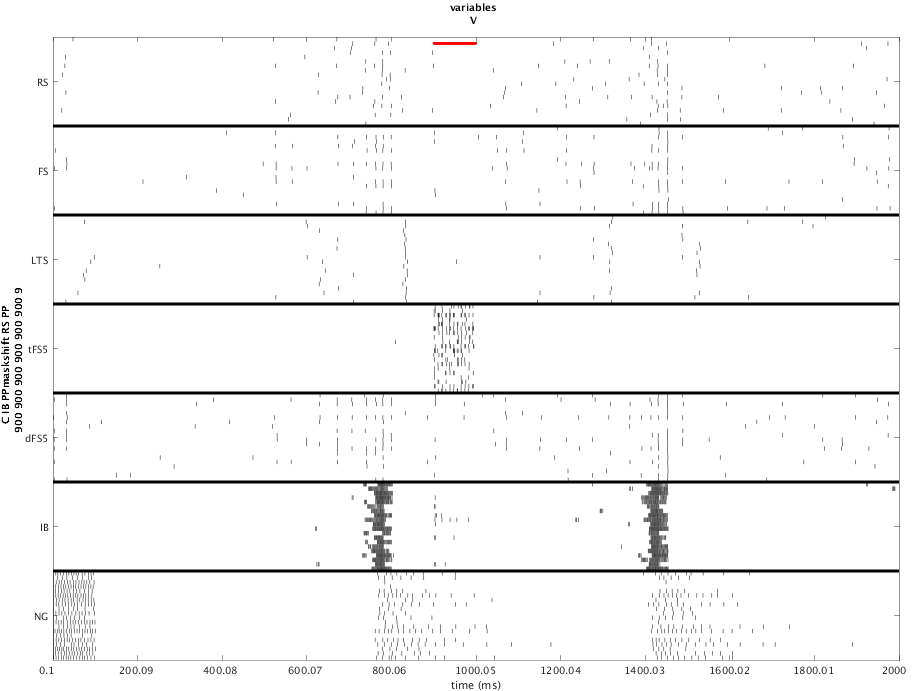 variables
V
RS
FS
LTS
tFS5
dFS5
IB
NG
C IB PPmaskshift RS PP
900 900 900 900 900 900 9
0.1 200.09 400.08 600.07 800.06 1000.05 1200.04 1400.03 1600.02 1800.01 2000
time (ms)